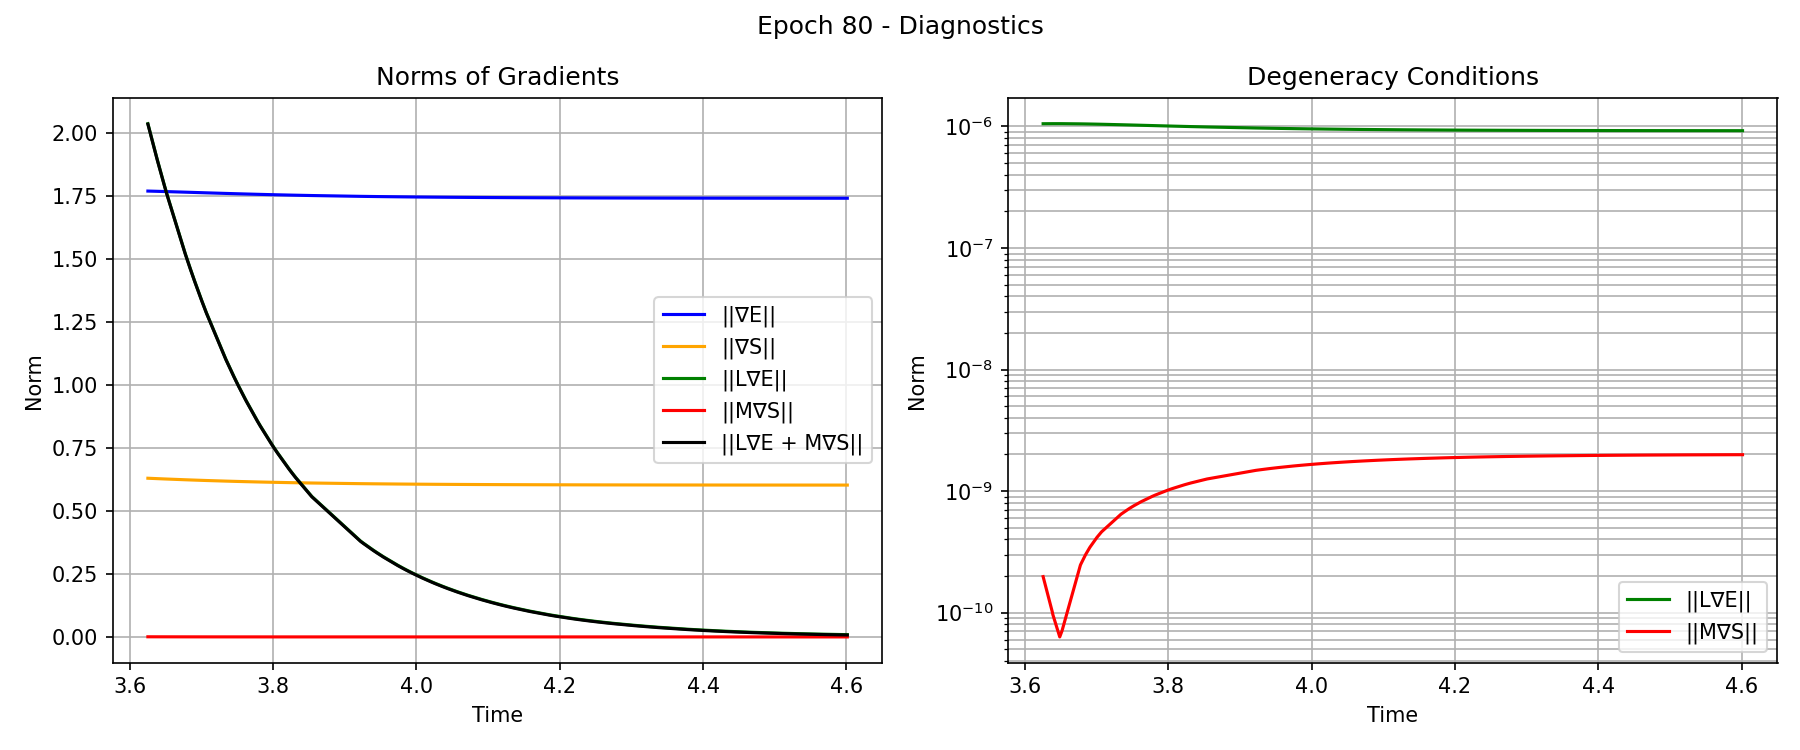 Epoch 80 - Diagnostics
Norms of Gradients
2.00
1.75
1.50
1.25
1.00
0.75
0.50
0.25
0.00
Norm
3.6 3.8 4.0 4.2 4.4 4.6
Time
||∇E||
||∇S||
||L∇E||
||M∇S||
||L∇E + M∇S||
Degeneracy Conditions
10⁻⁶
10⁻⁷
10⁻⁸
10⁻⁹
10⁻¹⁰
Norm
3.6 3.8 4.0 4.2 4.4 4.6
Time
||L∇E||
||M∇S||